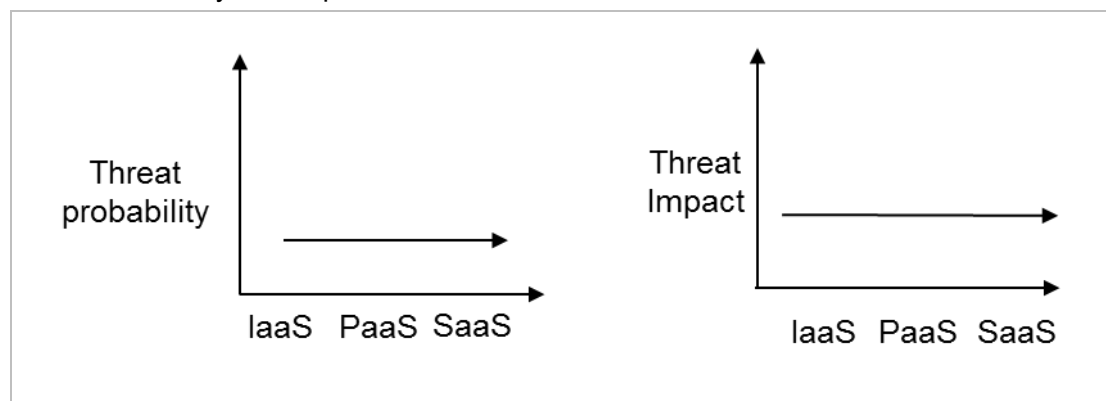 Threat
probability
IaaS PaaS SaaS
Threat
Impact
IaaS PaaS SaaS